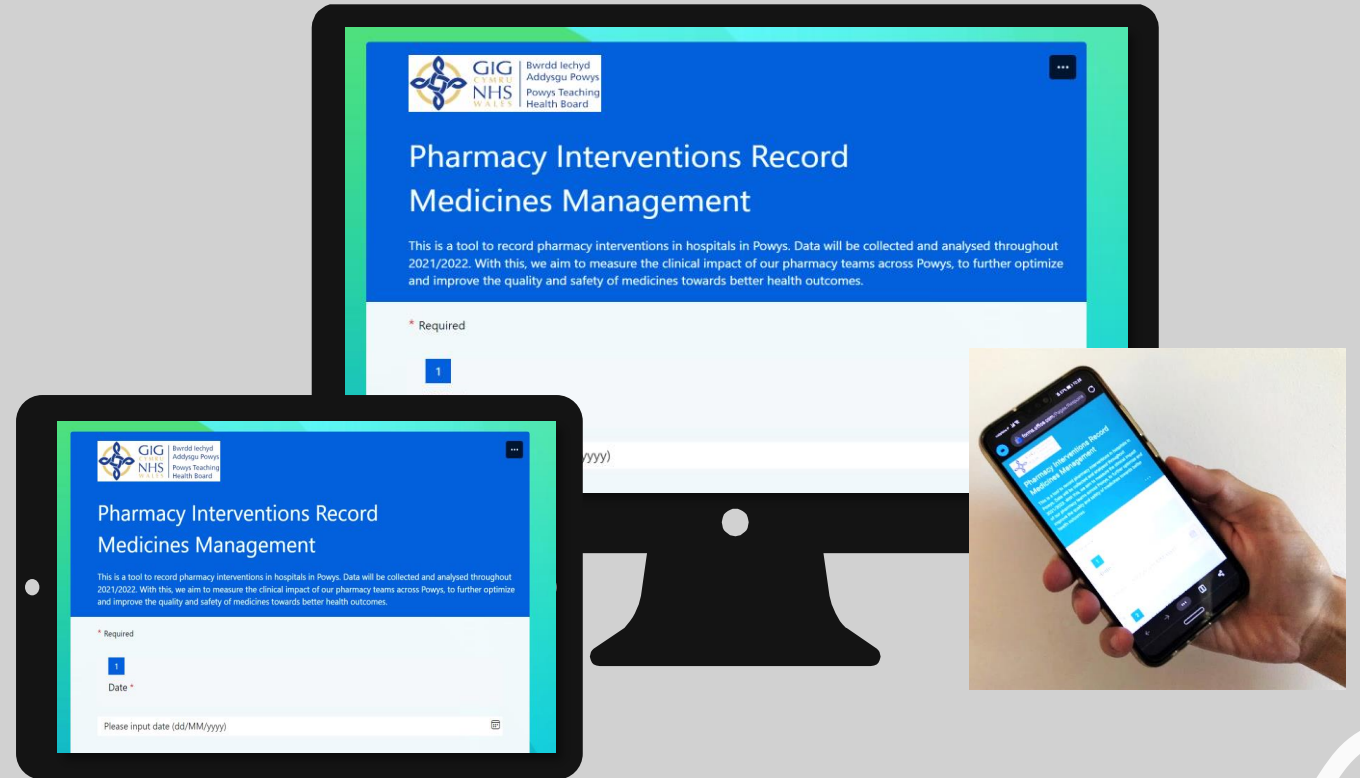 GIG
CYMRU
NHS
WALES
Bwrdd Iechyd
Addysgu Powys
Powys Teaching
Health Board
Pharmacy Interventions Record
Medicines Management
This is a tool to record pharmacy interventions in hospitals in Powys. Data will be collected and analysed throughout
2021/2022. With this, we aim to measure the clinical impact of our pharmacy teams across Powys, to further optimize
and improve the quality and safety of medicines towards better health outcomes.
* Required
1
yyyy)
GIG
CYMRU
NHS
WALES
Bwrdd Iechyd
Addysgu Powys
Powys Teaching
Health Board
Pharmacy Interventions Record
Medicines Management
This is a tool to record pharmacy interventions in hospitals in Powys. Data will be collected and analysed throughout
2021/2022. With this, we aim to measure the clinical impact of our pharmacy teams across Powys, to further optimize
and improve the quality and safety of medicines towards better health outcomes.
* Required
1
Date *
Please input date (dd/MM/yyyy)
Pharmacy Interventions Record
Medicines Management
1